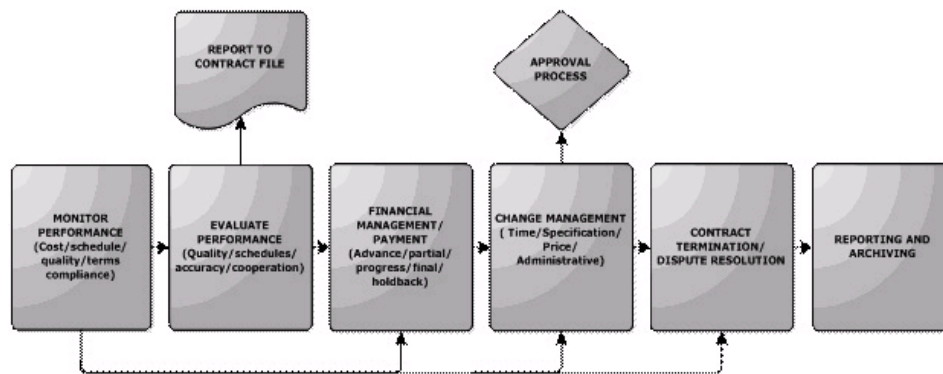 REPORT TO
CONTRACT FILE
APPROVAL
PROCESS
MONITOR
PERFORMANCE
(Cost/schedule/
quality/terms
compliance)
EVALUATE
PERFORMANCE
(Quality/schedules/
accuracy/cooperation)
FINANCIAL
MANAGEMENT/
PAYMENT
(Advance/partial/
progress/final/
holdback)
CHANGE MANAGEMENT
( Time/Specification/
Price/
Administrative)
CONTRACT
TERMINATION/
DISPUTE RESOLUTION
REPORTING AND
ARCHIVING